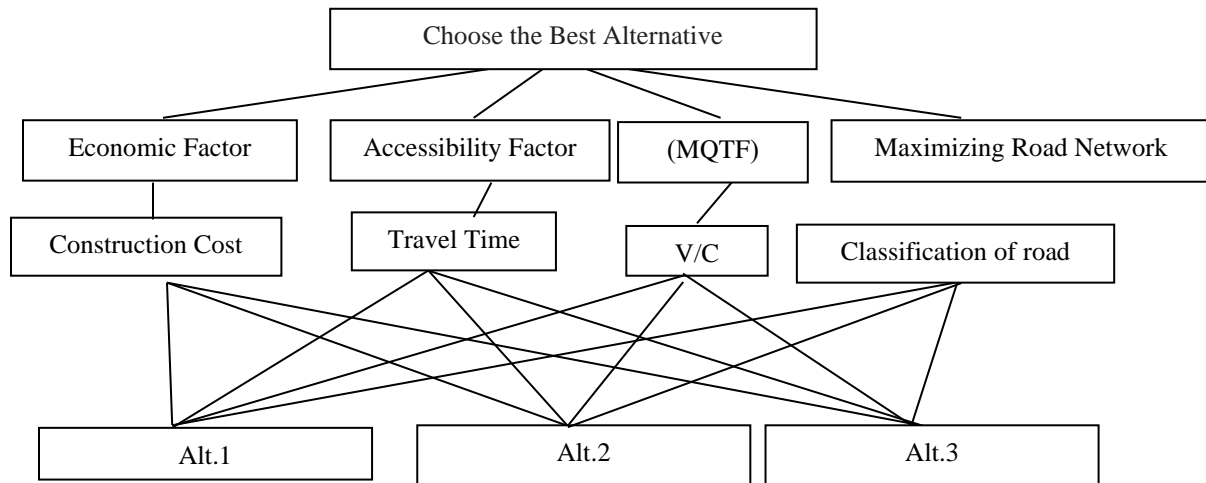 Choose the Best Alternative
Economic Factor
Accessibility Factor
(MQTF)
Maximizing Road Network
Construction Cost
Travel Time
V/C
Classification of road
Alt.1
Alt.2
Alt.3